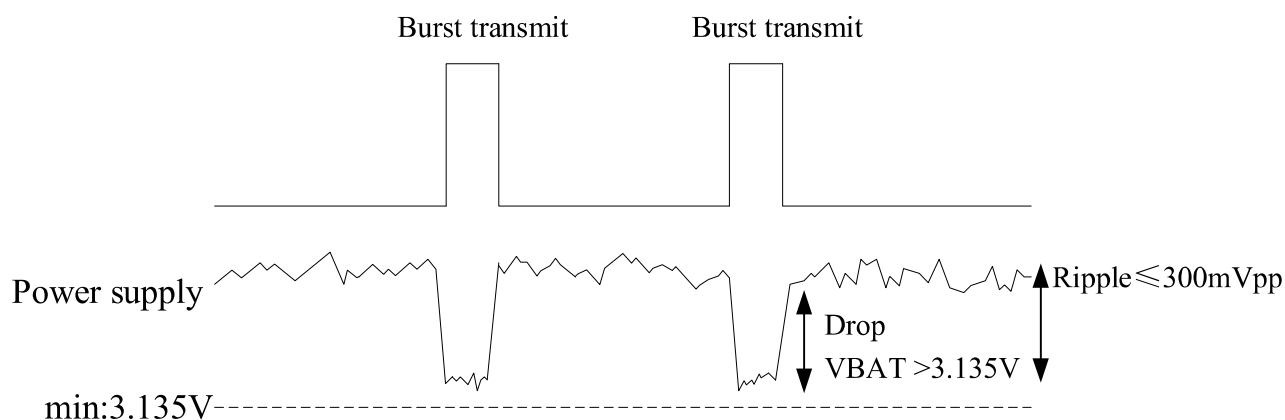 Burst transmit Burst transmit
Power supply
Ripple≤300mVpp
Drop
VBAT >3.135V
min:3.135V